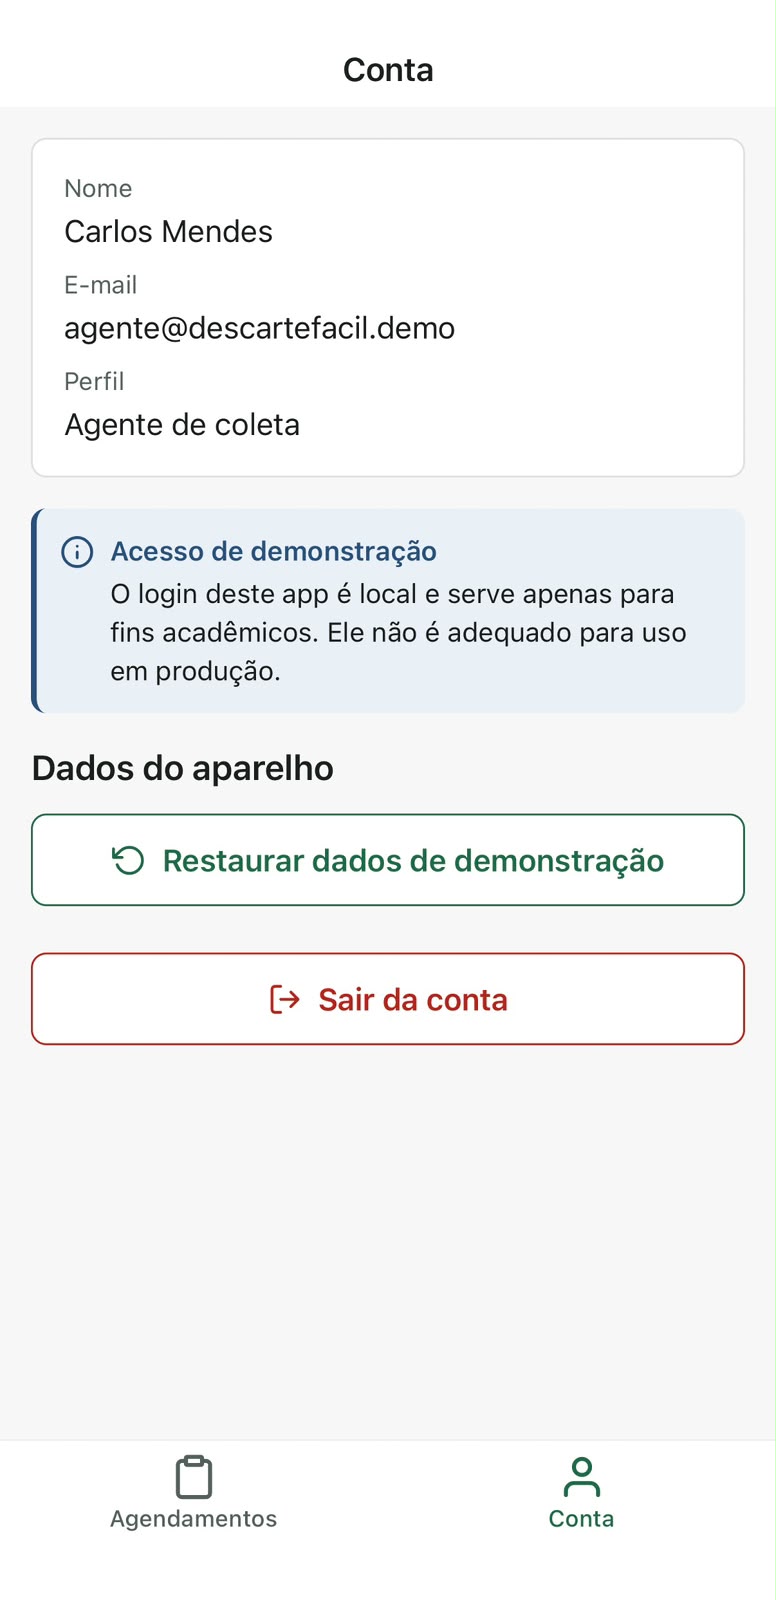 Conta
Nome
Carlos Mendes
E-mail
agente@descartefacil.demo
Perfil
Agente de coleta
Acesso de demonstração
O login deste app é local e serve apenas para
fins acadêmicos. Ele não é adequado para uso
em produção.
Dados do aparelho
Restaurar dados de demonstração
Sair da conta
Agendamentos
Conta